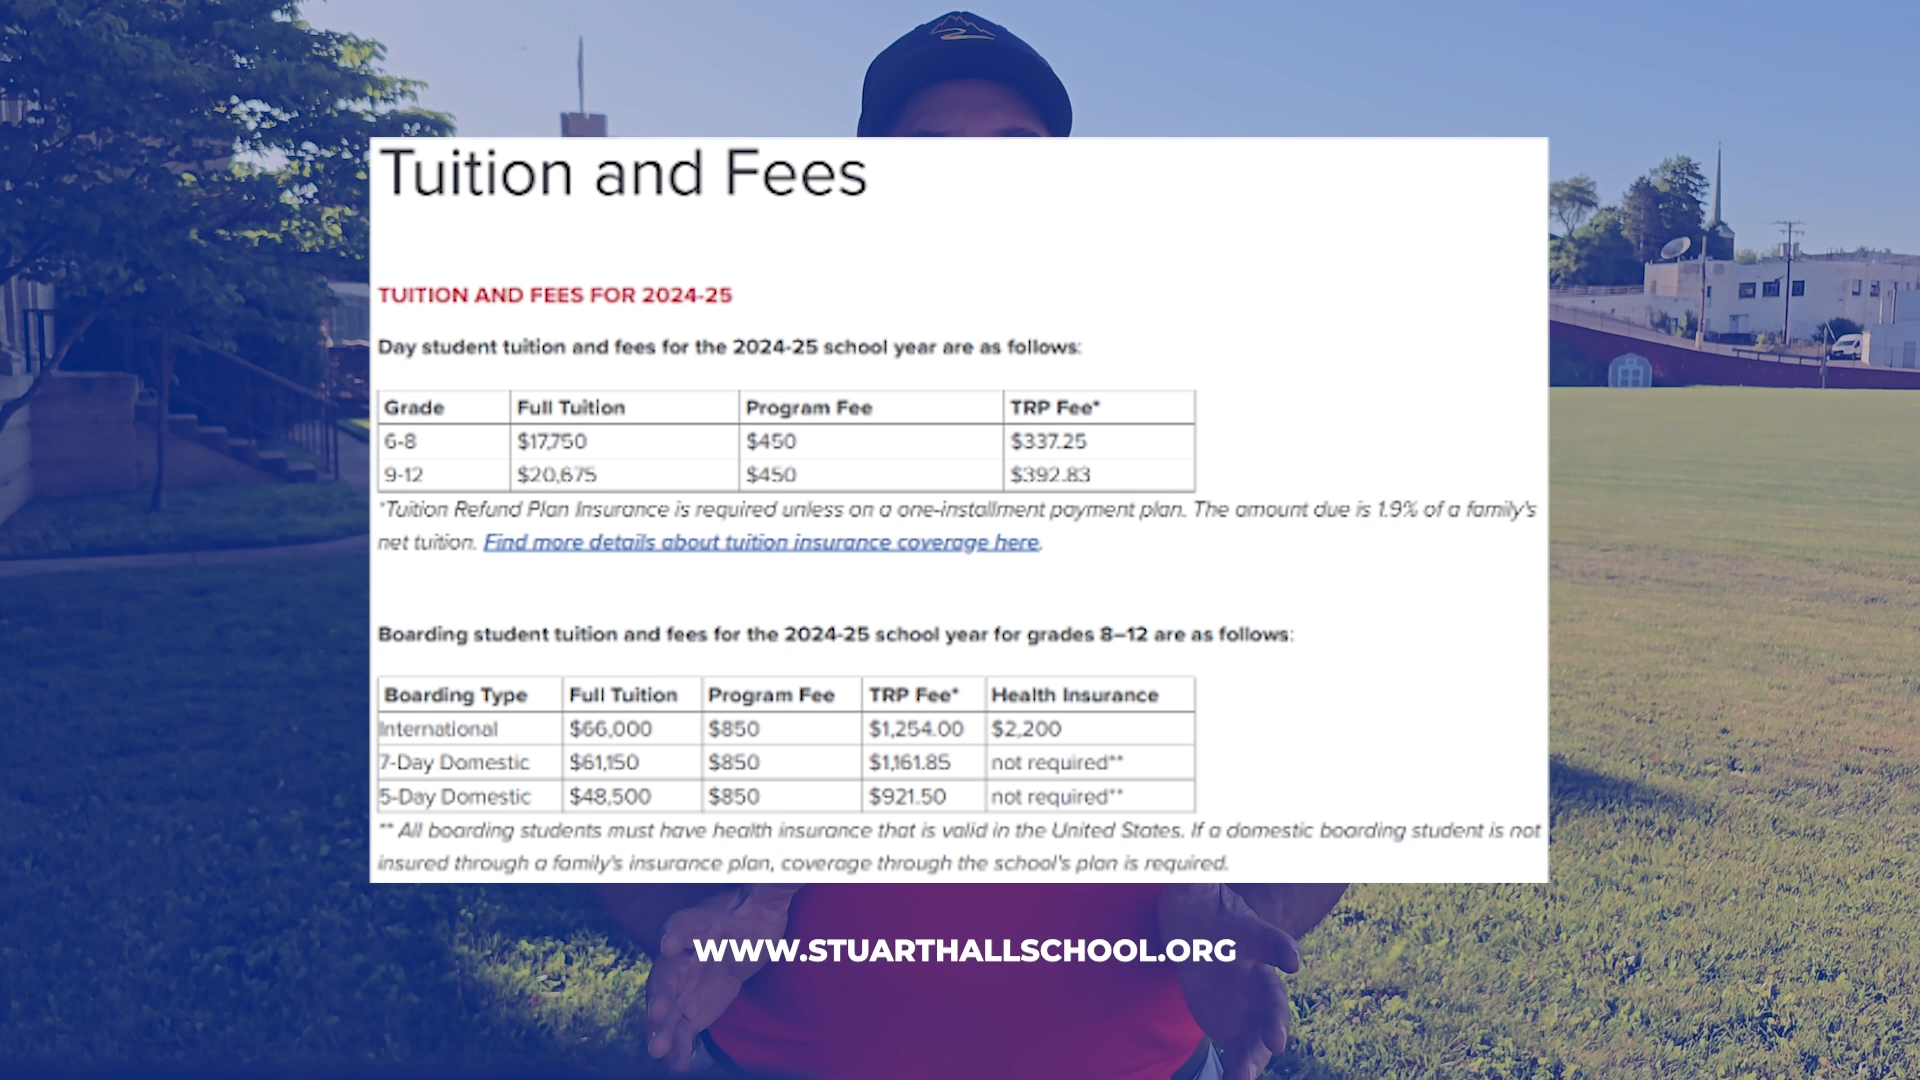 Tuition and Fees
TUITION AND FEES FOR 2024-25
Day student tuition and fees for the 2024-25 school year are as follows:
Grade Full Tuition Program Fee TRP Fee*
6-8 $17,750 $450 $337.25
9-12 $20,675 $450 $392.83
*Tuition Refund Plan Insurance is required unless on a one-installment payment plan. The amount due is 1.9% of a family's
net tuition. Find more details about tuition insurance coverage here.
Boarding student tuition and fees for the 2024-25 school year for grades 8–12 are as follows:
Boarding Type Full Tuition Program Fee TRP Fee* Health Insurance
International $66,000 $850 $1,254.00 $2,200
7-Day Domestic $61,150 $850 $1,161.85 not required**
5-Day Domestic $48,500 $850 $921.50 not required**
** All boarding students must have health insurance that is valid in the United States. If a domestic boarding student is not
insured through a family's insurance plan, coverage through the school's plan is required.
WWW.STUARTHALLSCHOOL.ORG